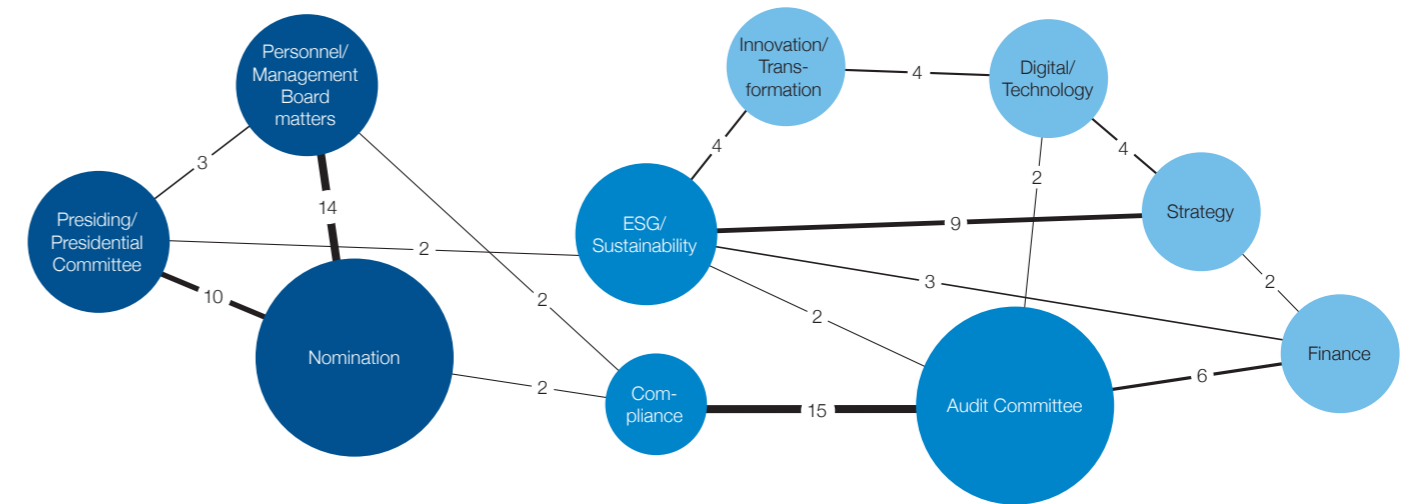 Personnel/
Management
Board
matters
Innovation/
Trans-
formation
4
Digital/
Technology
3
4
4
2
14
Presiding/
Presidential
Committee
ESG/
Sustainability
9
Strategy
2
10
3
2
2
2
Nomination
Finance
2
Com-
pliance
15
Audit Committee
6